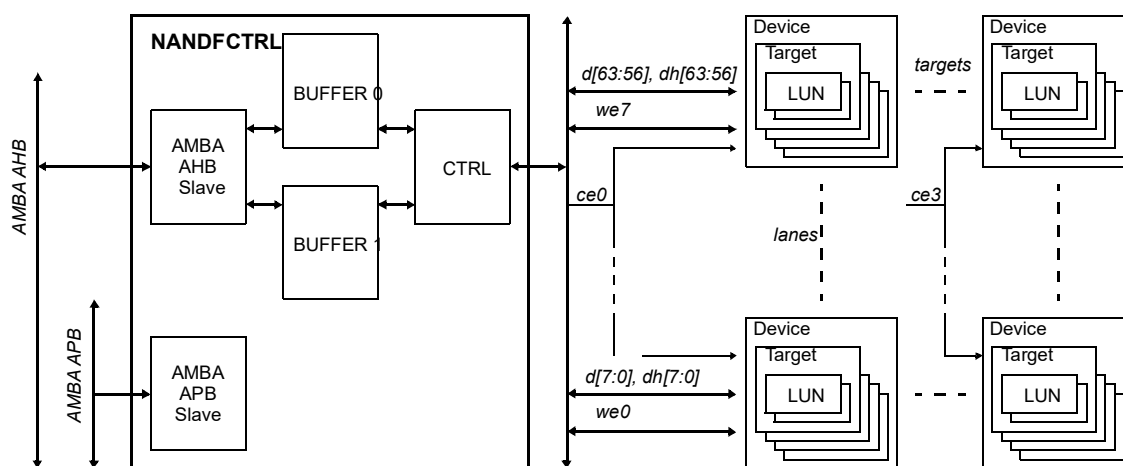 NANDFCTRL
AMBA AHB
AMBA APB
BUFFER 0
AMBA
AHB
Slave
CTRL
BUFFER 1
AMBA
APB
Slave
d[63:56], dh[63:56]
we7
ce0
Device
Target
LUN
targets
Device
Target
LUN
ce3
lanes
d[7:0], dh[7:0]
we0
Device
Target
LUN
Device
Target
LUN